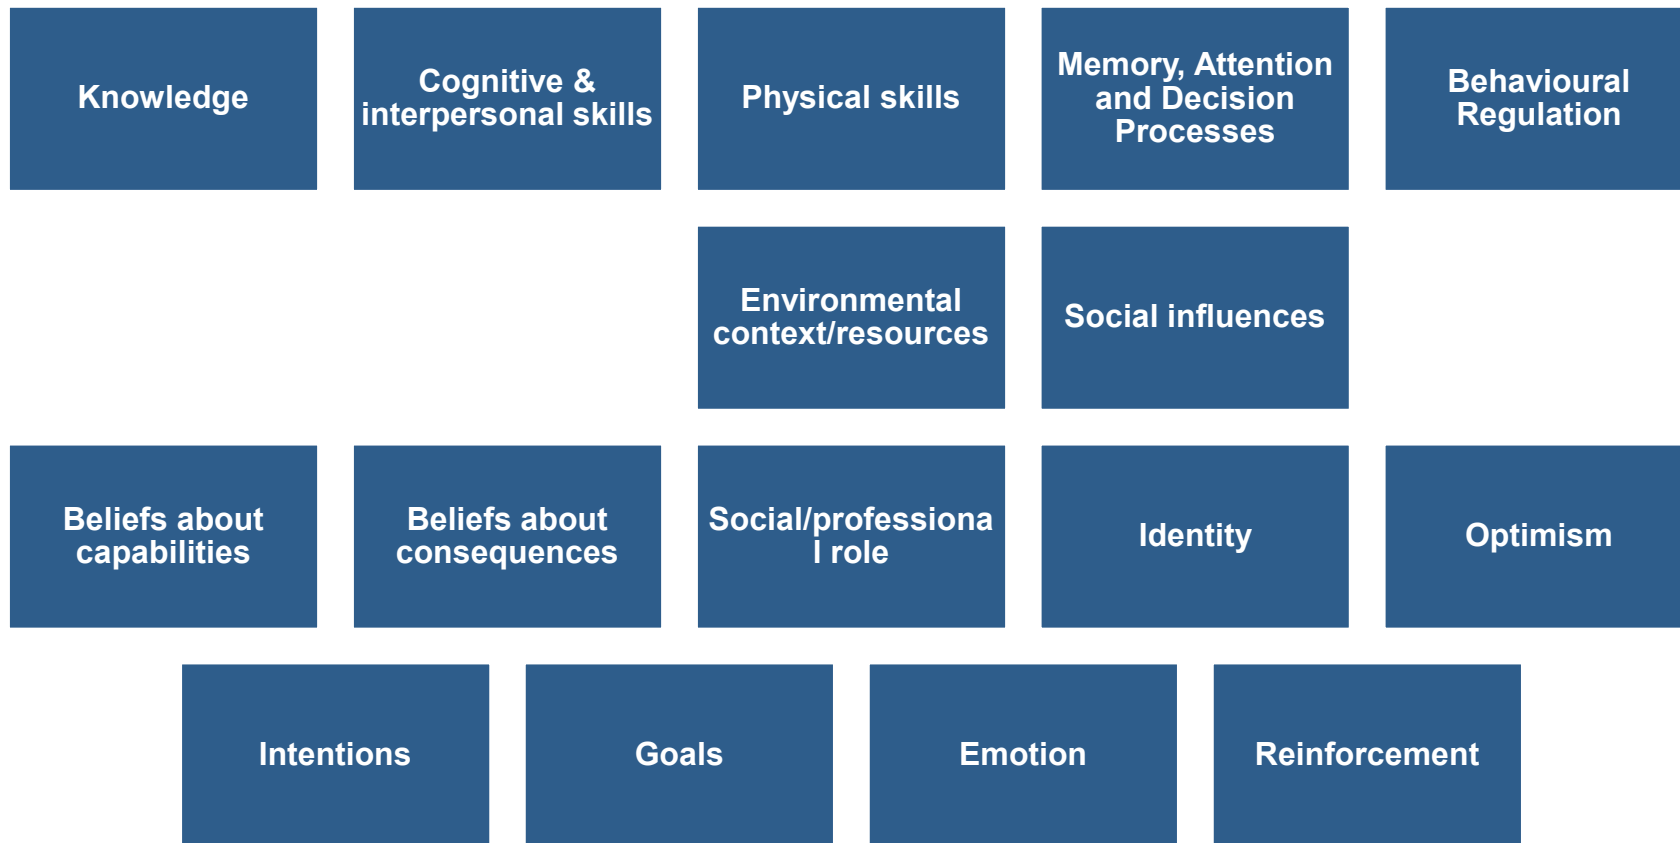 Knowledge
Cognitive &
interpersonal skills
Physical skills
Memory, Attention
and Decision
Processes
Behavioural
Regulation
Environmental
context/resources
Social influences
Beliefs about
capabilities
Beliefs about
consequences
Social/professiona
l role
Identity
Optimism
Intentions
Goals
Emotion
Reinforcement